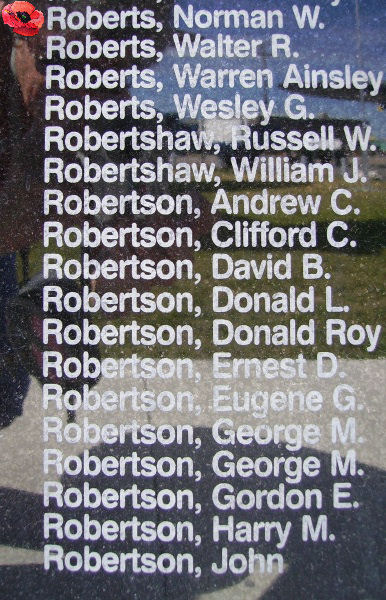 Roberts, Norman W.
Roberts, Walter R.
Roberts, Warren Ainsley
Roberts, Wesley G.
Robertshaw, Russell W.
Robertshaw, William J.
Robertson, Andrew C.
Robertson, Clifford C.
Robertson, David B.
Robertson, Donald L.
Robertson, Donald Roy
Robertson, Ernest D.
Robertson, Eugene G.
Robertson, George M.
Robertson, George M.
Robertson, Gordon E.
Robertson, Harry M.
Robertson, John